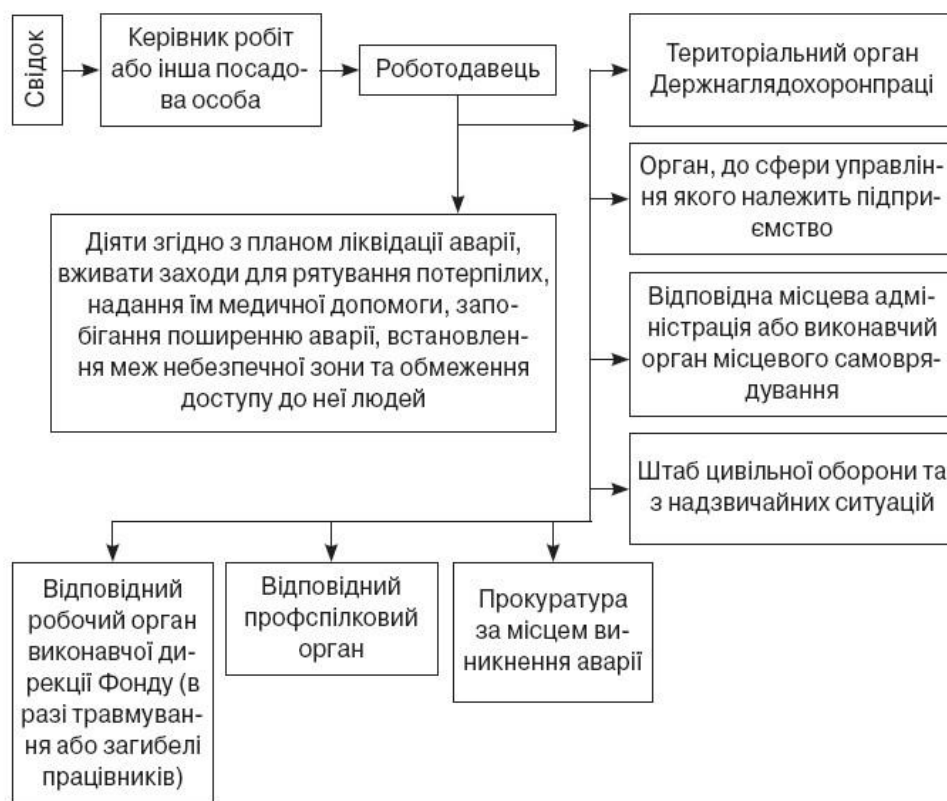 Свідок
Керівник робіт
або інша посадо-
ва особа
Роботодавець
Територіальний орган
Держнаглядохоронпраці
Орган, до сфери управлін-
ня якого належить підпри-
ємство
Діяти згідно з планом ліквідації аварії,
вживати заходи для рятування потерпілих,
надання їм медичної допомоги, запо-
бігання поширенню аварії, встановлен-
ня меж небезпечної зони та обмеження
доступу до неї людей
Відповідна місцева адмі-
ністрація або виконавчий
орган місцевого самовря-
дування
Штаб цивільної оборони та
з надзвичайних ситуацій
Відповідний
робочий орган
виконавчої ди-
рекції Фонду (в
разі травмуван-
ня або загибелі
працівників)
Відповідний
профспілковий
орган
Прокуратура
за місцем ви-
никнення аварії